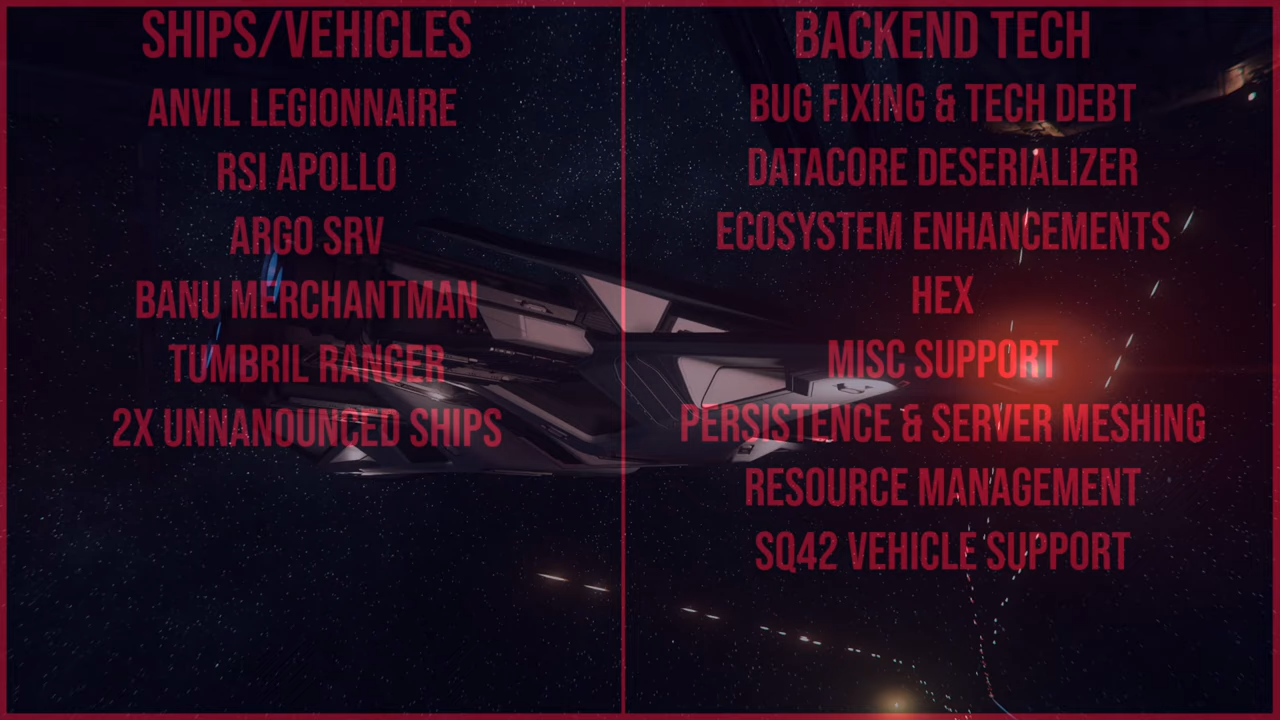 SHIPS/VEHICLES
ANVIL LEGIONNAIRE
RSI APOLLO
ARGO SRV
BANU MERCHANTMAN
TUMBRIL RANGER
2X UNNANOUNCED SHIPS
BACKEND TECH
BUG FIXING & TECH DEBT
DATACORE DESERIALIZER
ECOSYSTEM ENHANCEMENTS
HEX
MISC SUPPORT
PERSISTENCE & SERVER MESHING
RESOURCE MANAGEMENT
SQ42 VEHICLE SUPPORT